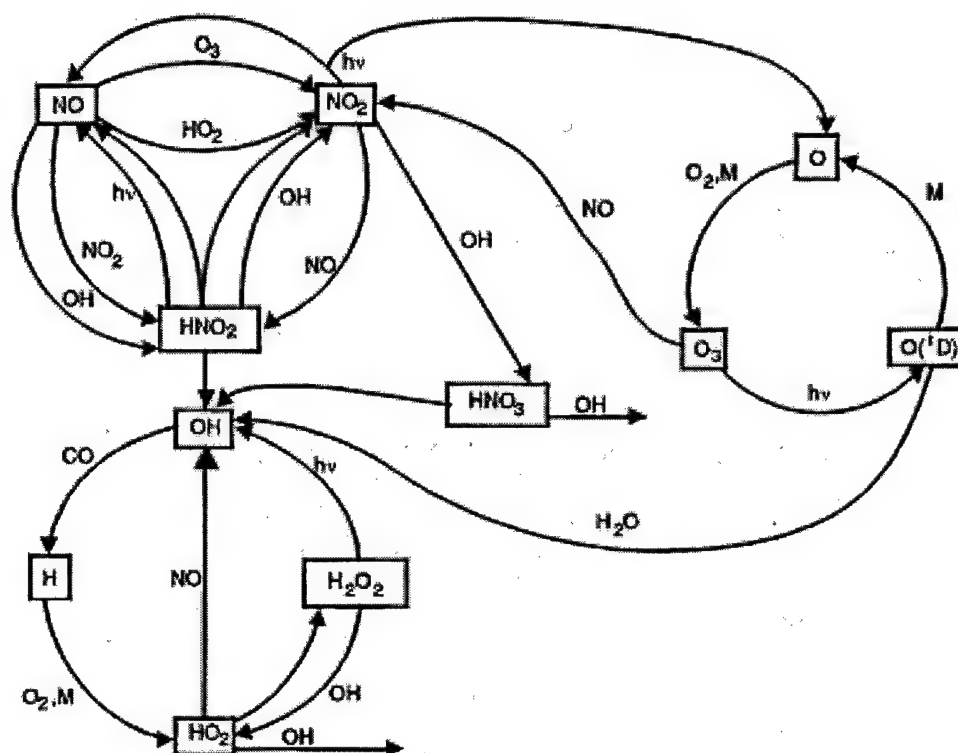 O₃
hν
NO
NO₂
HO₂
O
O₂,M
M
hν
OH
NO
OH
NO₂
NO
OH
HNO₂
O₃
O(¹D)
HNO₃
OH
hν
OH
CO
hν
H₂O
H
NO
H₂O₂
O₂,M
OH
HO₂
OH